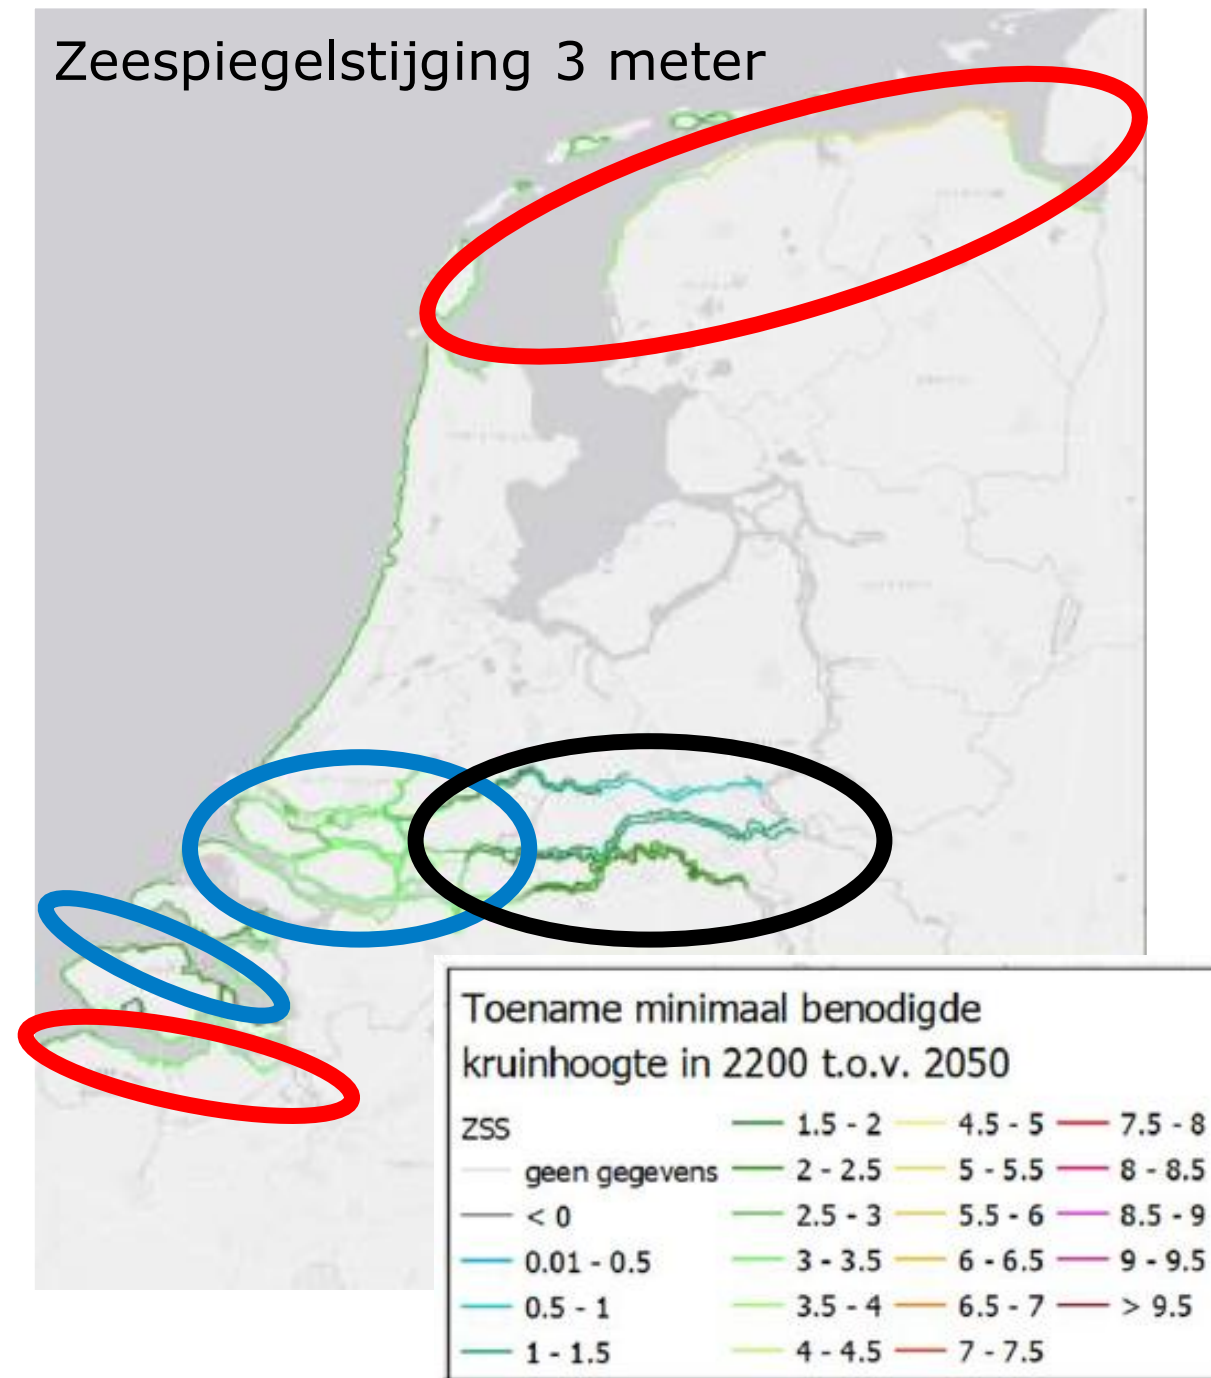 Zeespiegelstijging 3 meter
Toename minimaal benodigde
kruinhoogte in 2200 t.o.v. 2050
ZSS
geen gegevens
< 0
0.01 - 0.5
0.5 - 1
1 - 1.5
1.5 - 2
2 - 2.5
2.5 - 3
3 - 3.5
3.5 - 4
4 - 4.5
4.5 - 5
5 - 5.5
5.5 - 6
6 - 6.5
6.5 - 7
7 - 7.5
7.5 - 8
8 - 8.5
8.5 - 9
9 - 9.5
> 9.5